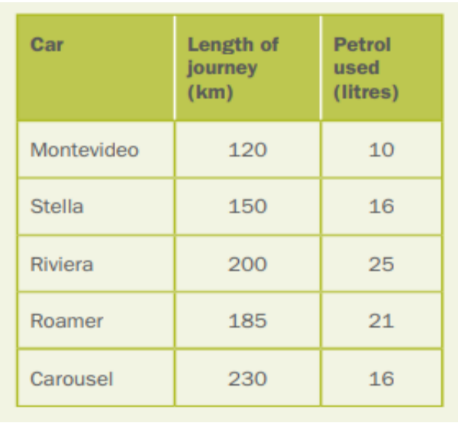 Car Length of journey (km) Petrol used (litres)
Montevideo 120 10
Stella 150 16
Riviera 200 25
Roamer 185 21
Carousel 230 16